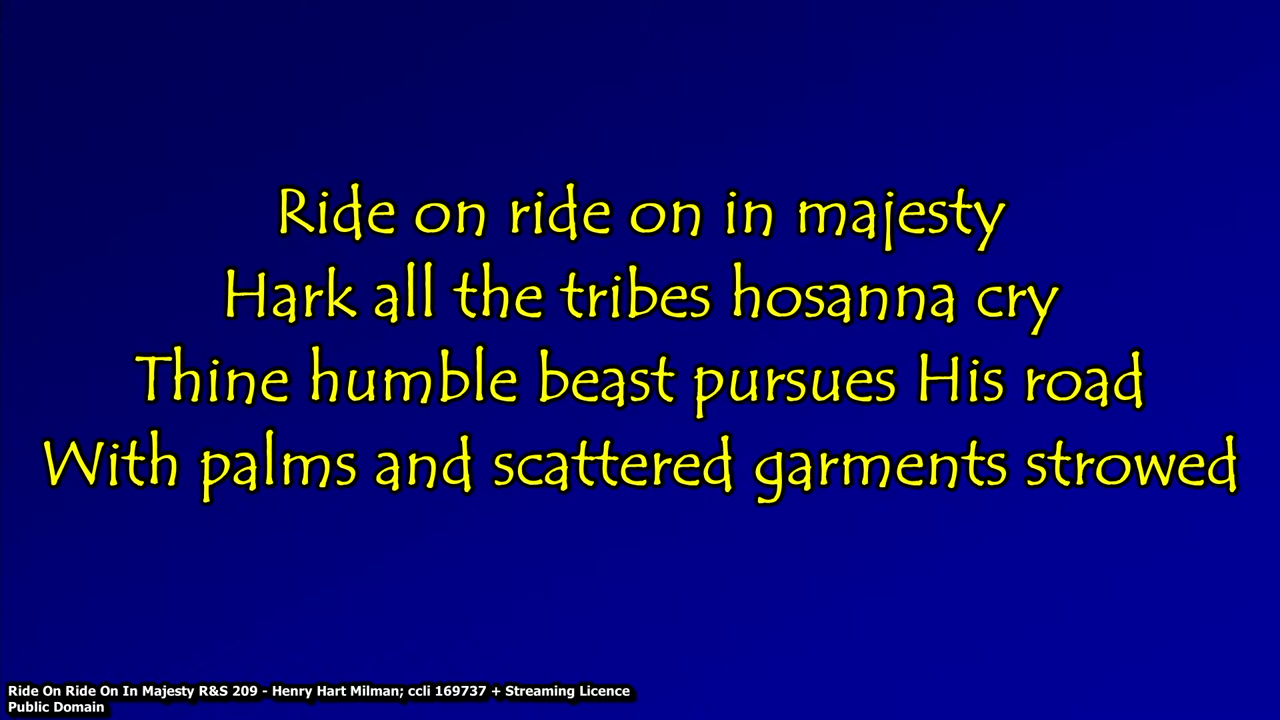 Ride on ride on in majesty
Hark all the tribes hosanna cry
Thine humble beast pursues His road
With palms and scattered garments strowed
Ride On Ride On In Majesty R&S 209 - Henry Hart Milman; ccli 169737 + Streaming Licence
Public Domain